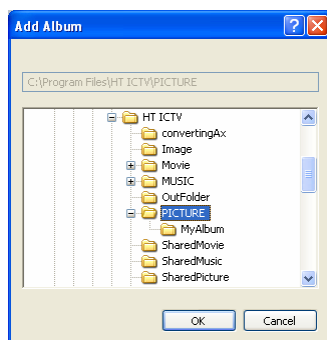 Add Album
C:\Program Files\HT ICTV\PICTURE
HT ICTV
convertingAx
Image
Movie
MUSIC
OutFolder
PICTURE
MyAlbum
SharedMovie
SharedMusic
SharedPicture
OK Cancel